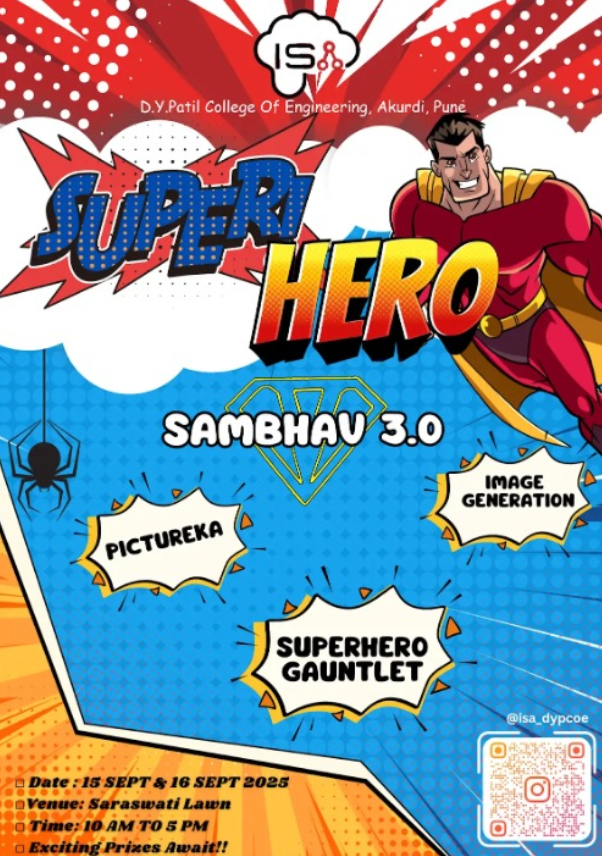 ISA
D.Y.Patil College Of Engineering, Akurdi, Pune
SUPER
HERO
SAMBHAV 3.0
IMAGE
GENERATION
PICTUREKA
SUPERHERO
GAUNTLET
@isa_dypcoe
Date : 15 SEPT & 16 SEPT 2025
Venue: Saraswati Lawn
Time: 10 AM TO 5 PM
Exciting Prizes Await!!